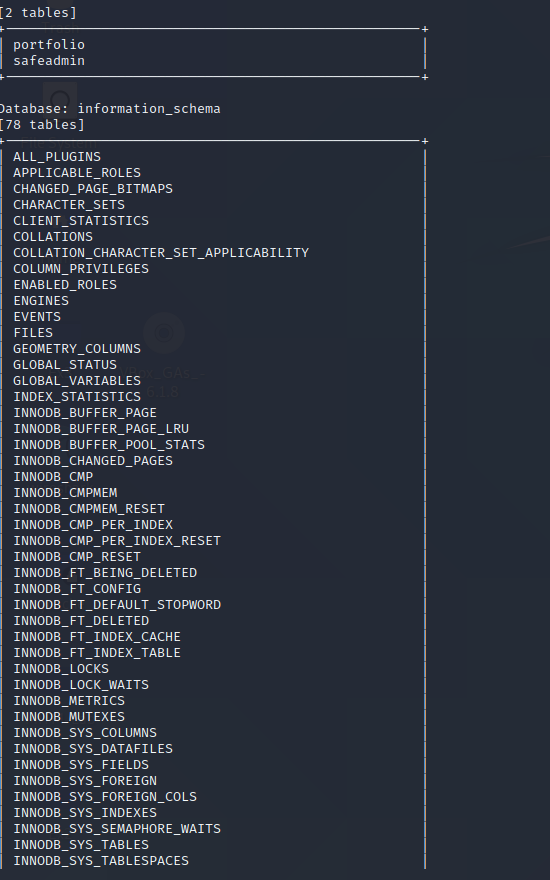 [2 tables]
+---------------------------------------------------+
| portfolio |
| safeadmin |
+---------------------------------------------------+
Database: information_schema
[78 tables]
+---------------------------------------------------+
| ALL_PLUGINS |
| APPLICABLE_ROLES |
| CHANGED_PAGE_BITMAPS |
| CHARACTER_SETS |
| CLIENT_STATISTICS |
| COLLATIONS |
| COLLATION_CHARACTER_SET_APPLICABILITY |
| COLUMN_PRIVILEGES |
| ENABLED_ROLES |
| ENGINES |
| EVENTS |
| FILES |
| GEOMETRY_COLUMNS |
| GLOBAL_STATUS |
| GLOBAL_VARIABLES |
| INDEX_STATISTICS |
| INNODB_BUFFER_PAGE |
| INNODB_BUFFER_PAGE_LRU |
| INNODB_BUFFER_POOL_STATS |
| INNODB_CHANGED_PAGES |
| INNODB_CMP |
| INNODB_CMPMEM |
| INNODB_CMPMEM_RESET |
| INNODB_CMP_PER_INDEX |
| INNODB_CMP_PER_INDEX_RESET |
| INNODB_CMP_RESET |
| INNODB_FT_BEING_DELETED |
| INNODB_FT_CONFIG |
| INNODB_FT_DEFAULT_STOPWORD |
| INNODB_FT_DELETED |
| INNODB_FT_INDEX_CACHE |
| INNODB_FT_INDEX_TABLE |
| INNODB_LOCKS |
| INNODB_LOCK_WAITS |
| INNODB_METRICS |
| INNODB_MUTEXES |
| INNODB_SYS_COLUMNS |
| INNODB_SYS_DATAFILES |
| INNODB_SYS_FIELDS |
| INNODB_SYS_FOREIGN |
| INNODB_SYS_FOREIGN_COLS |
| INNODB_SYS_INDEXES |
| INNODB_SYS_SEMAPHORE_WAITS |
| INNODB_SYS_TABLES |
| INNODB_SYS_TABLESPACES |